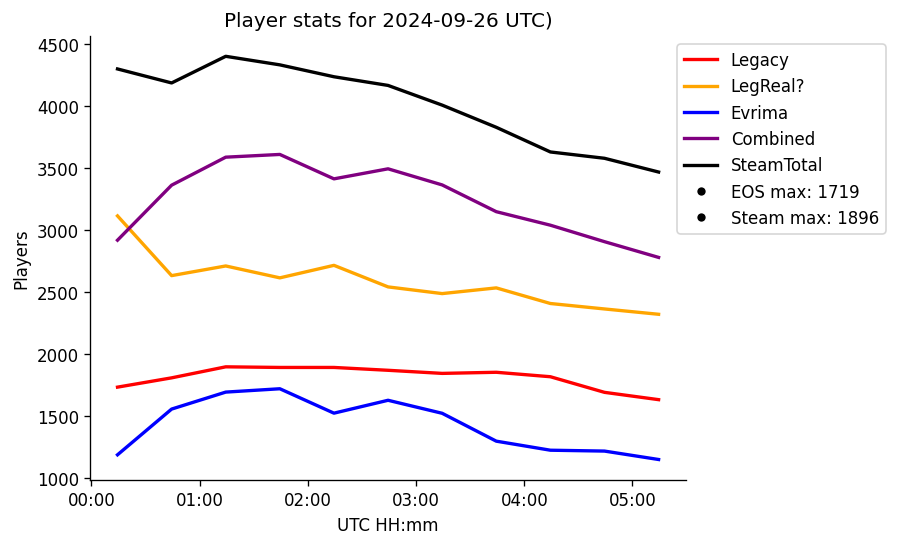 Player stats for 2024-09-26 UTC)
4500
4000
3500
3000
2500
2000
1500
1000
Players
00:00
01:00
02:00
03:00
04:00
05:00
UTC HH:mm
Legacy
LegReal?
Evrima
Combined
SteamTotal
EOS max: 1719
Steam max: 1896